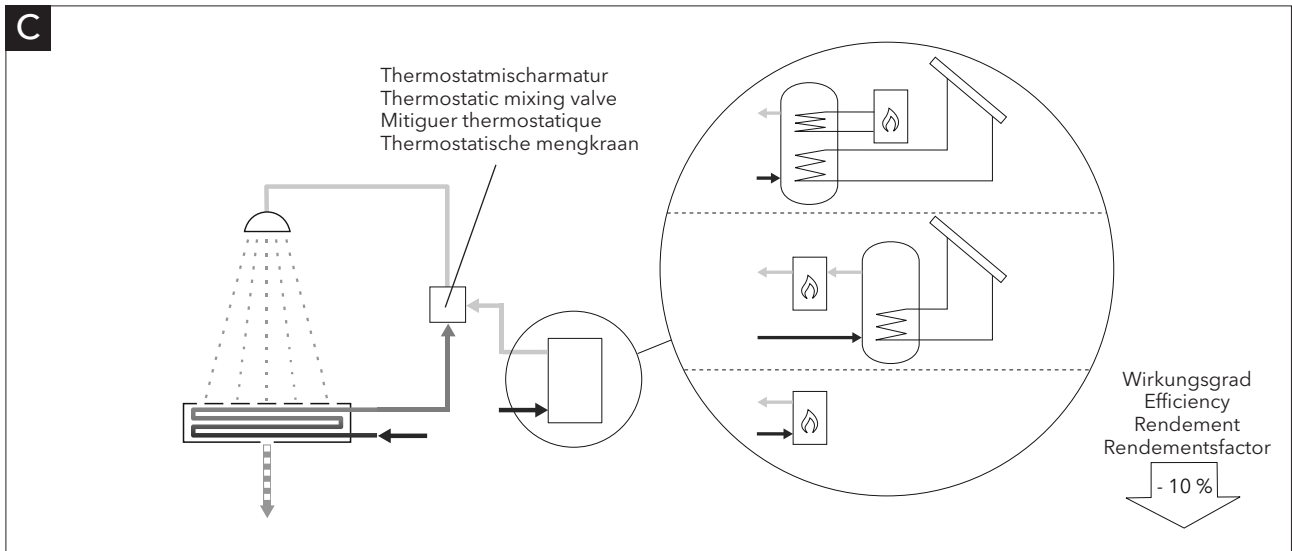 C
Thermostatmischarmatur
Thermostatic mixing valve
Mitiguer thermostatique
Thermostatische mengkraan
Wirkungsgrad
Efficiency
Rendement
Rendementsfactor
- 10 %